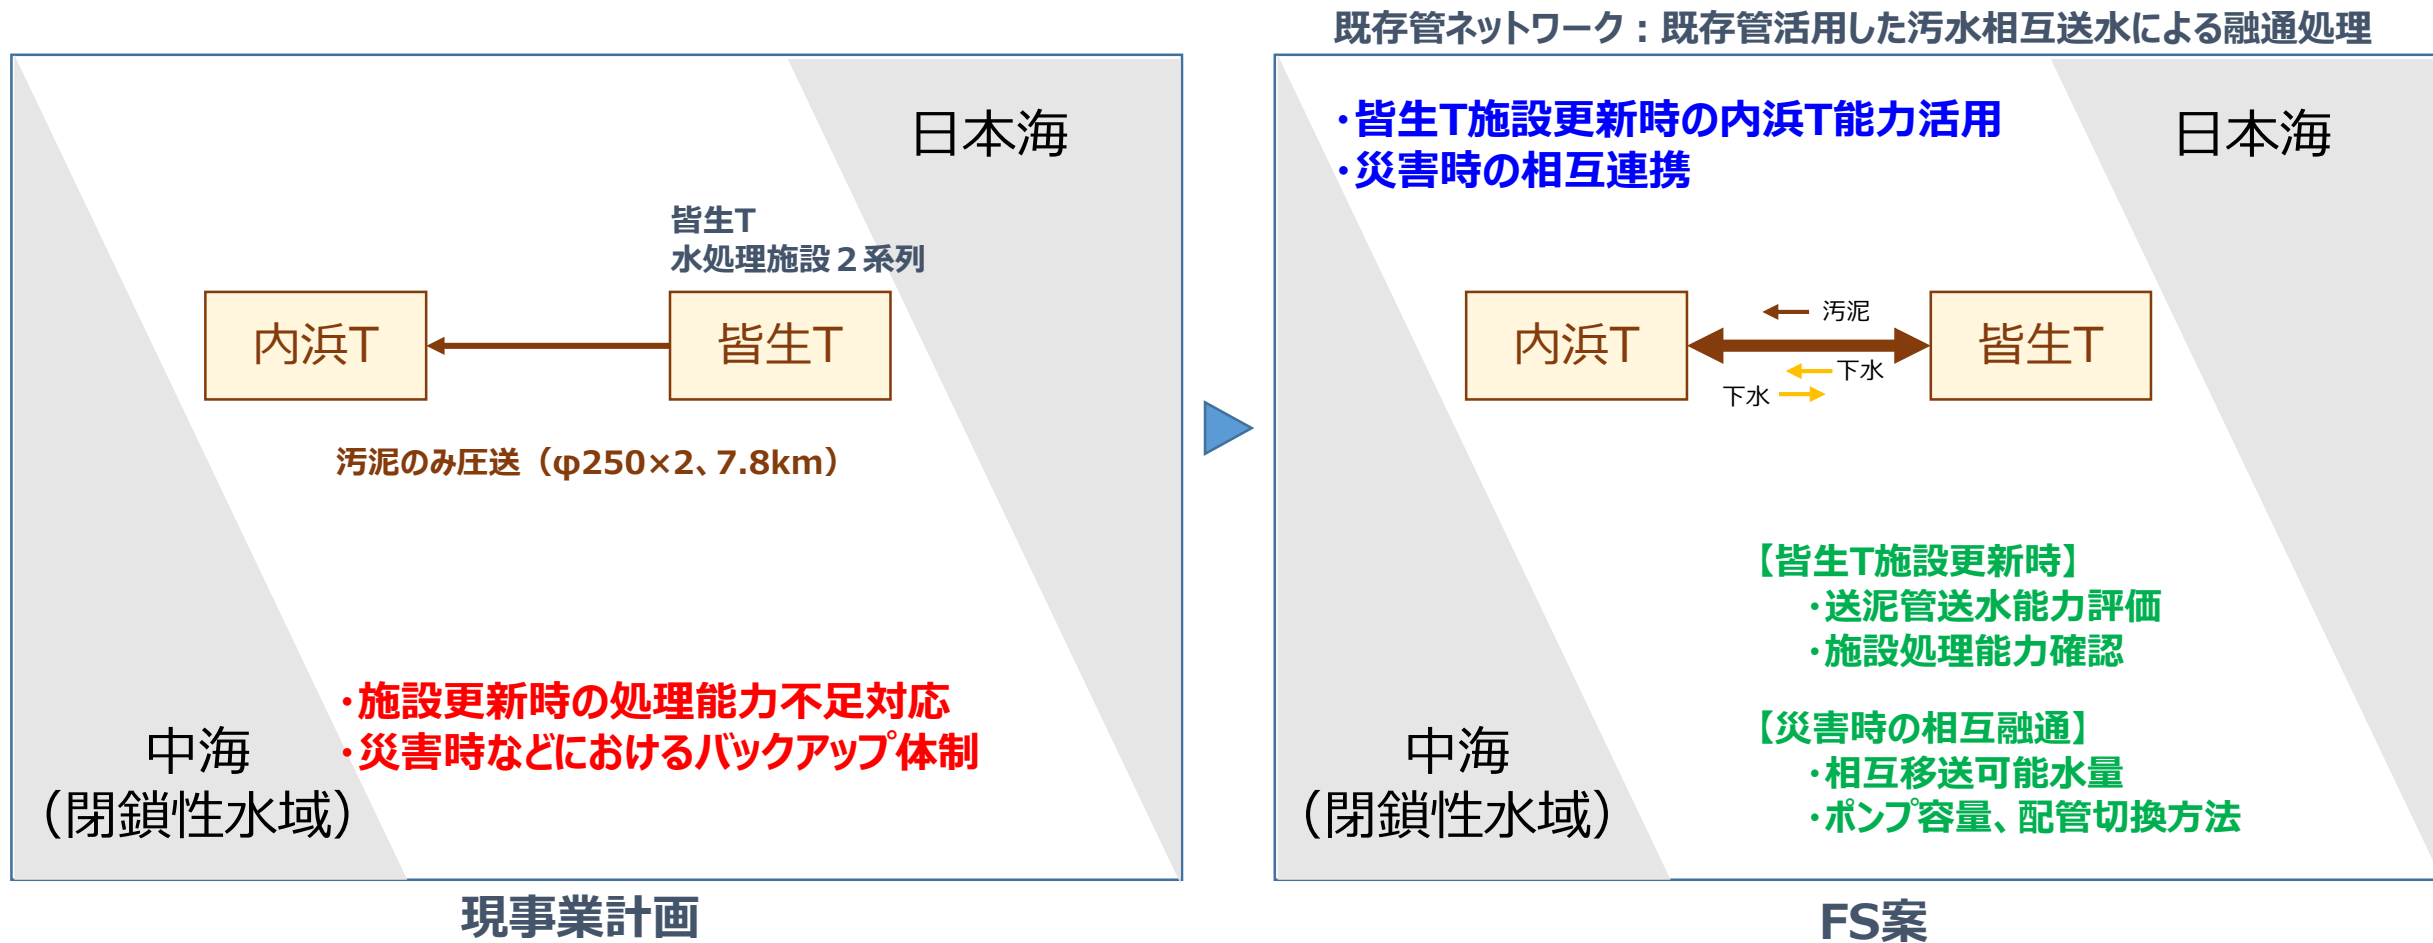 既存管ネットワーク：既存管活用した汚水相互送水による融通処理
日本海
皆生T
水処理施設２系列
内浜T
皆生T
汚泥のみ圧送（φ250×2、7.8km）
・施設更新時の処理能力不足対応
・災害時などにおけるバックアップ体制
中海
（閉鎖性水域）
現事業計画
・皆生T施設更新時の内浜T能力活用
・災害時の相互連携
日本海
汚泥
内浜T
皆生T
下水
下水
【皆生T施設更新時】
・送泥管送水能力評価
・施設処理能力確認
【災害時の相互融通】
・相互移送可能水量
・ポンプ容量、配管切換方法
中海
（閉鎖性水域）
FS案